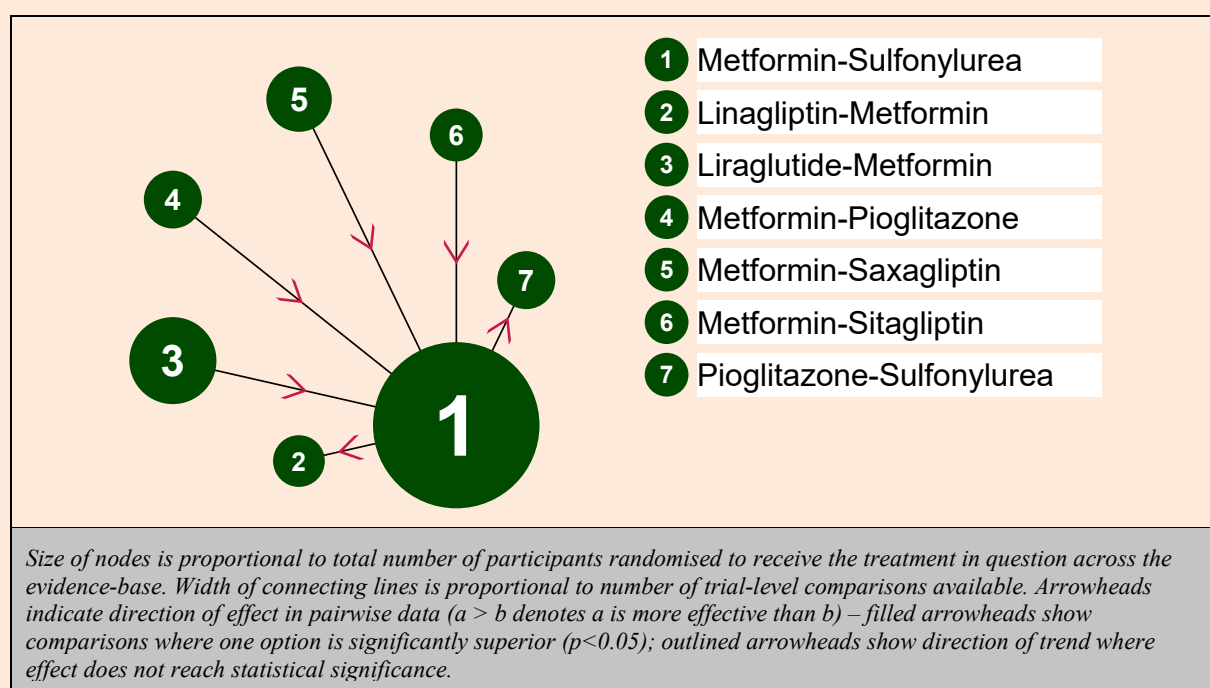 5
6
4
7
3
1
2
1 Metformin-Sulfonylurea
2 Linagliptin-Metformin
3 Liraglutide-Metformin
4 Metformin-Pioglitazone
5 Metformin-Saxagliptin
6 Metformin-Sitagliptin
7 Pioglitazone-Sulfonylurea
Size of nodes is proportional to total number of participants randomised to receive the treatment in question across the
evidence-base. Width of connecting lines is proportional to number of trial-level comparisons available. Arrowheads
indicate direction of effect in pairwise data (a > b denotes a is more effective than b) – filled arrowheads show
comparisons where one option is significantly superior (p<0.05); outlined arrowheads show direction of trend where
effect does not reach statistical significance.